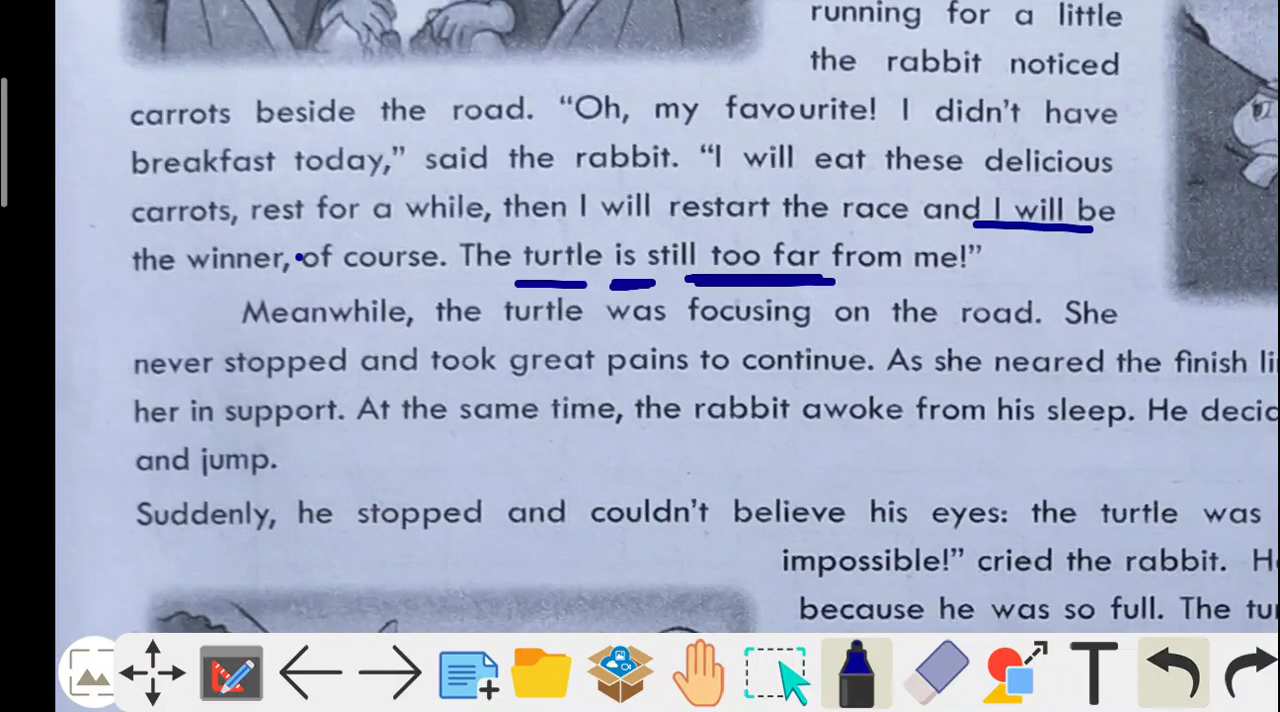 running for a little
the rabbit noticed
carrots beside the road. “Oh, my favourite! I didn’t have
breakfast today,” said the rabbit. “I will eat these delicious
carrots, rest for a while, then I will restart the race and I will be
the winner, of course. The turtle is still too far from me!”
Meanwhile, the turtle was focusing on the road. She
never stopped and took great pains to continue. As she neared the finish
her in support. At the same time, the rabbit awoke from his sleep. He
and jump.
Suddenly, he stopped and couldn’t believe his eyes: the turtle was
impossible!” cried the rabbit.
because he was so full. The
T